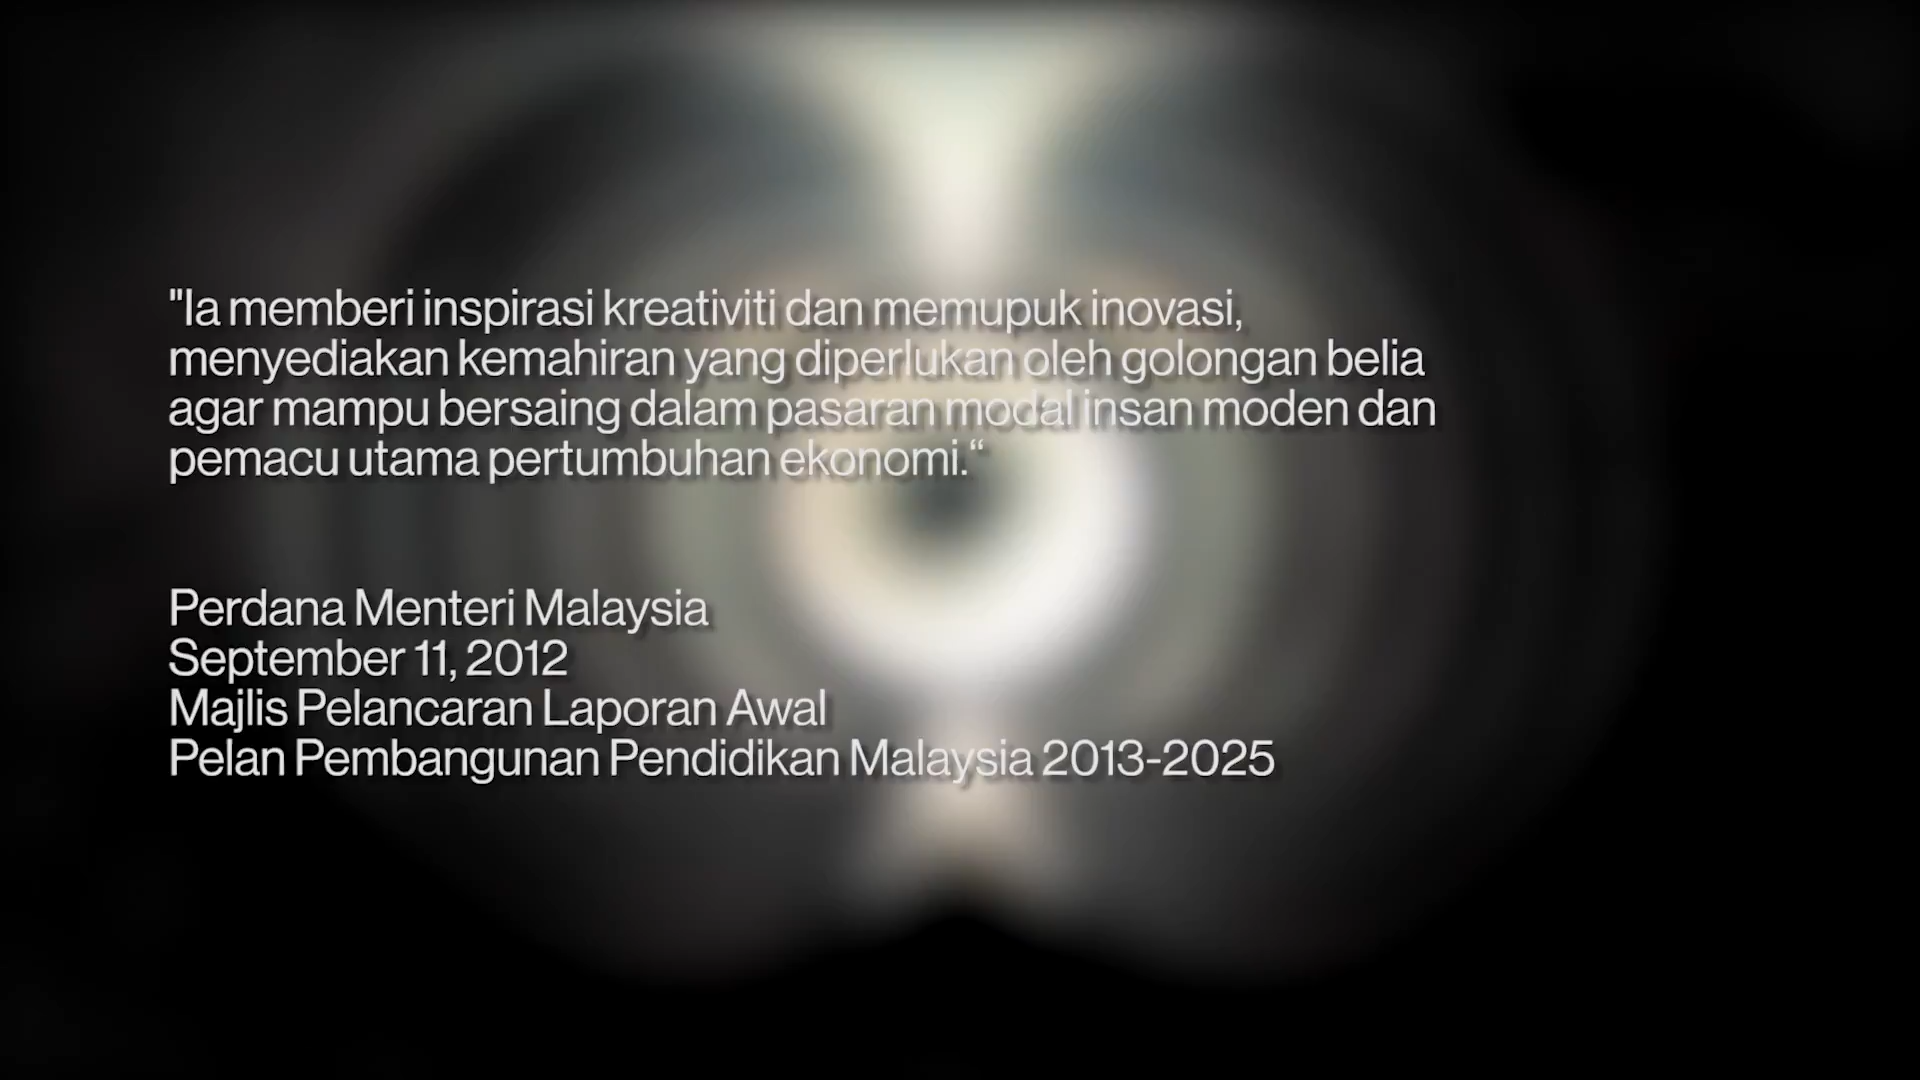 "Ia memberi inspirasi kreativiti dan memupuk inovasi,
menyediakan kemahiran yang diperlukan oleh golongan belia
agar mampu bersaing dalam pasaran modal insan moden dan
pemacu utama pertumbuhan ekonomi.“
Perdana Menteri Malaysia
September 11, 2012
Majlis Pelancaran Laporan Awal
Pelan Pembangunan Pendidikan Malaysia 2013-2025